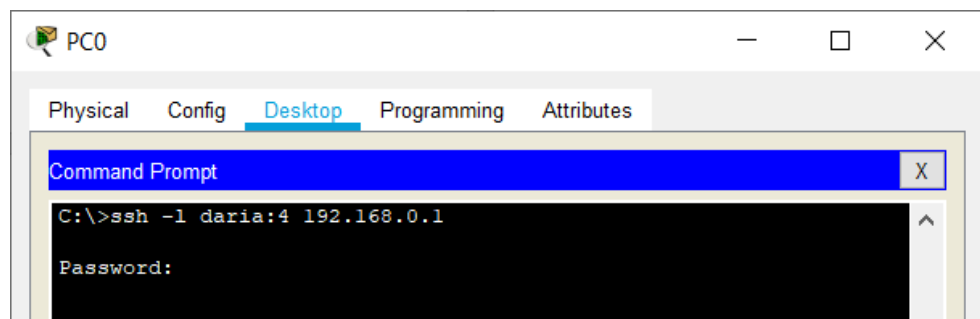 PC0
Physical Config Desktop Programming Attributes
Command Prompt X
C:\>ssh -l daria:4 192.168.0.1
Password: